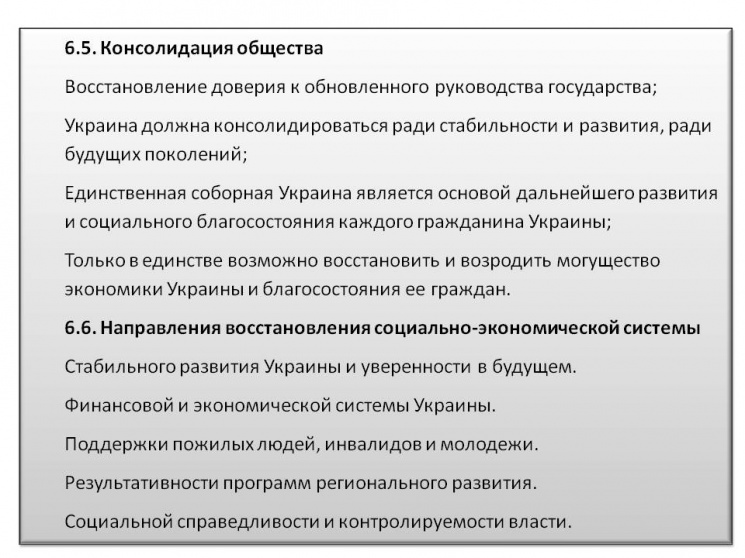 6.5. Консолидация общества
Восстановление доверия к обновленного руководства государства;
Украина должна консолидироваться ради стабильности и развития, ради
будущих поколений;
Единственная соборная Украина является основой дальнейшего развития
и социального благосостояния каждого гражданина Украины;
Только в единстве возможно восстановить и возродить могущество
экономики Украины и благосостояния ее граждан.
6.6. Направления восстановления социально-экономической системы
Стабильного развития Украины и уверенности в будущем.
Финансовой и экономической системы Украины.
Поддержки пожилых людей, инвалидов и молодежи.
Результативности программ регионального развития.
Социальной справедливости и контролируемости власти.